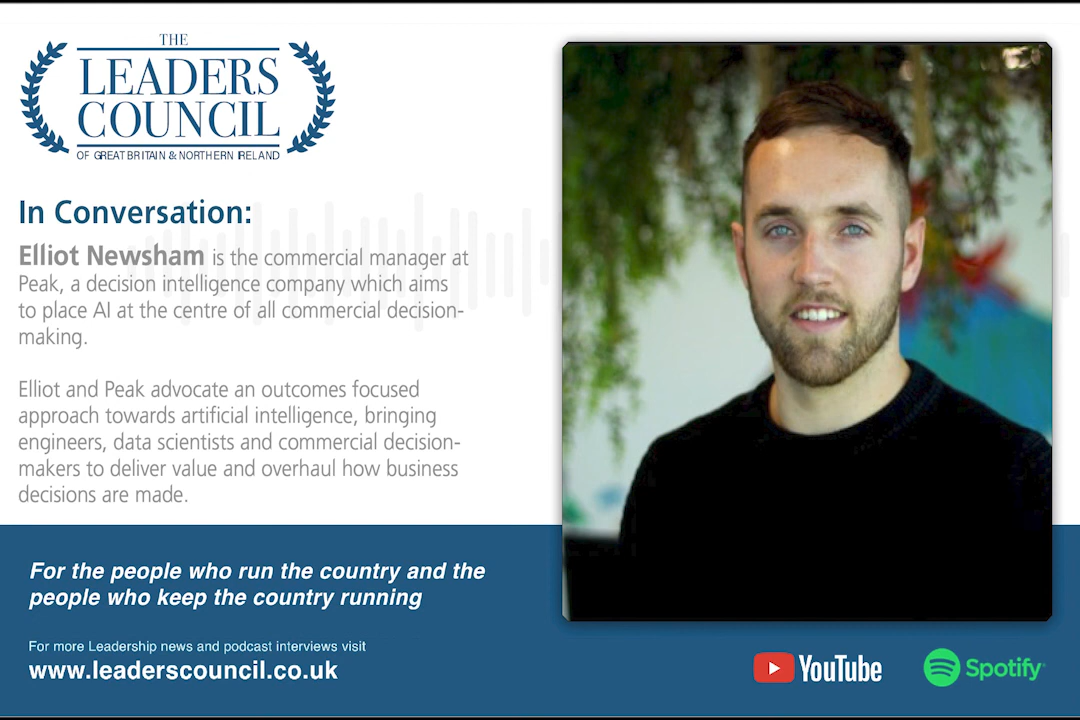 THE
LEADERS
COUNCIL
OF GREAT BRITAIN & NORTHERN IRELAND
In Conversation:
Elliot Newsham is the commercial manager at
Peak, a decision intelligence company which aims
to place AI at the centre of all commercial decision-
making.
Elliot and Peak advocate an outcomes focused
approach towards artificial intelligence, bringing
engineers, data scientists and commercial decision-
makers to deliver value and overhaul how business
decisions are made.
For the people who run the country and the
people who keep the country running
For more Leadership news and podcast interviews visit
www.leaderscouncil.co.uk
YouTube
Spotify